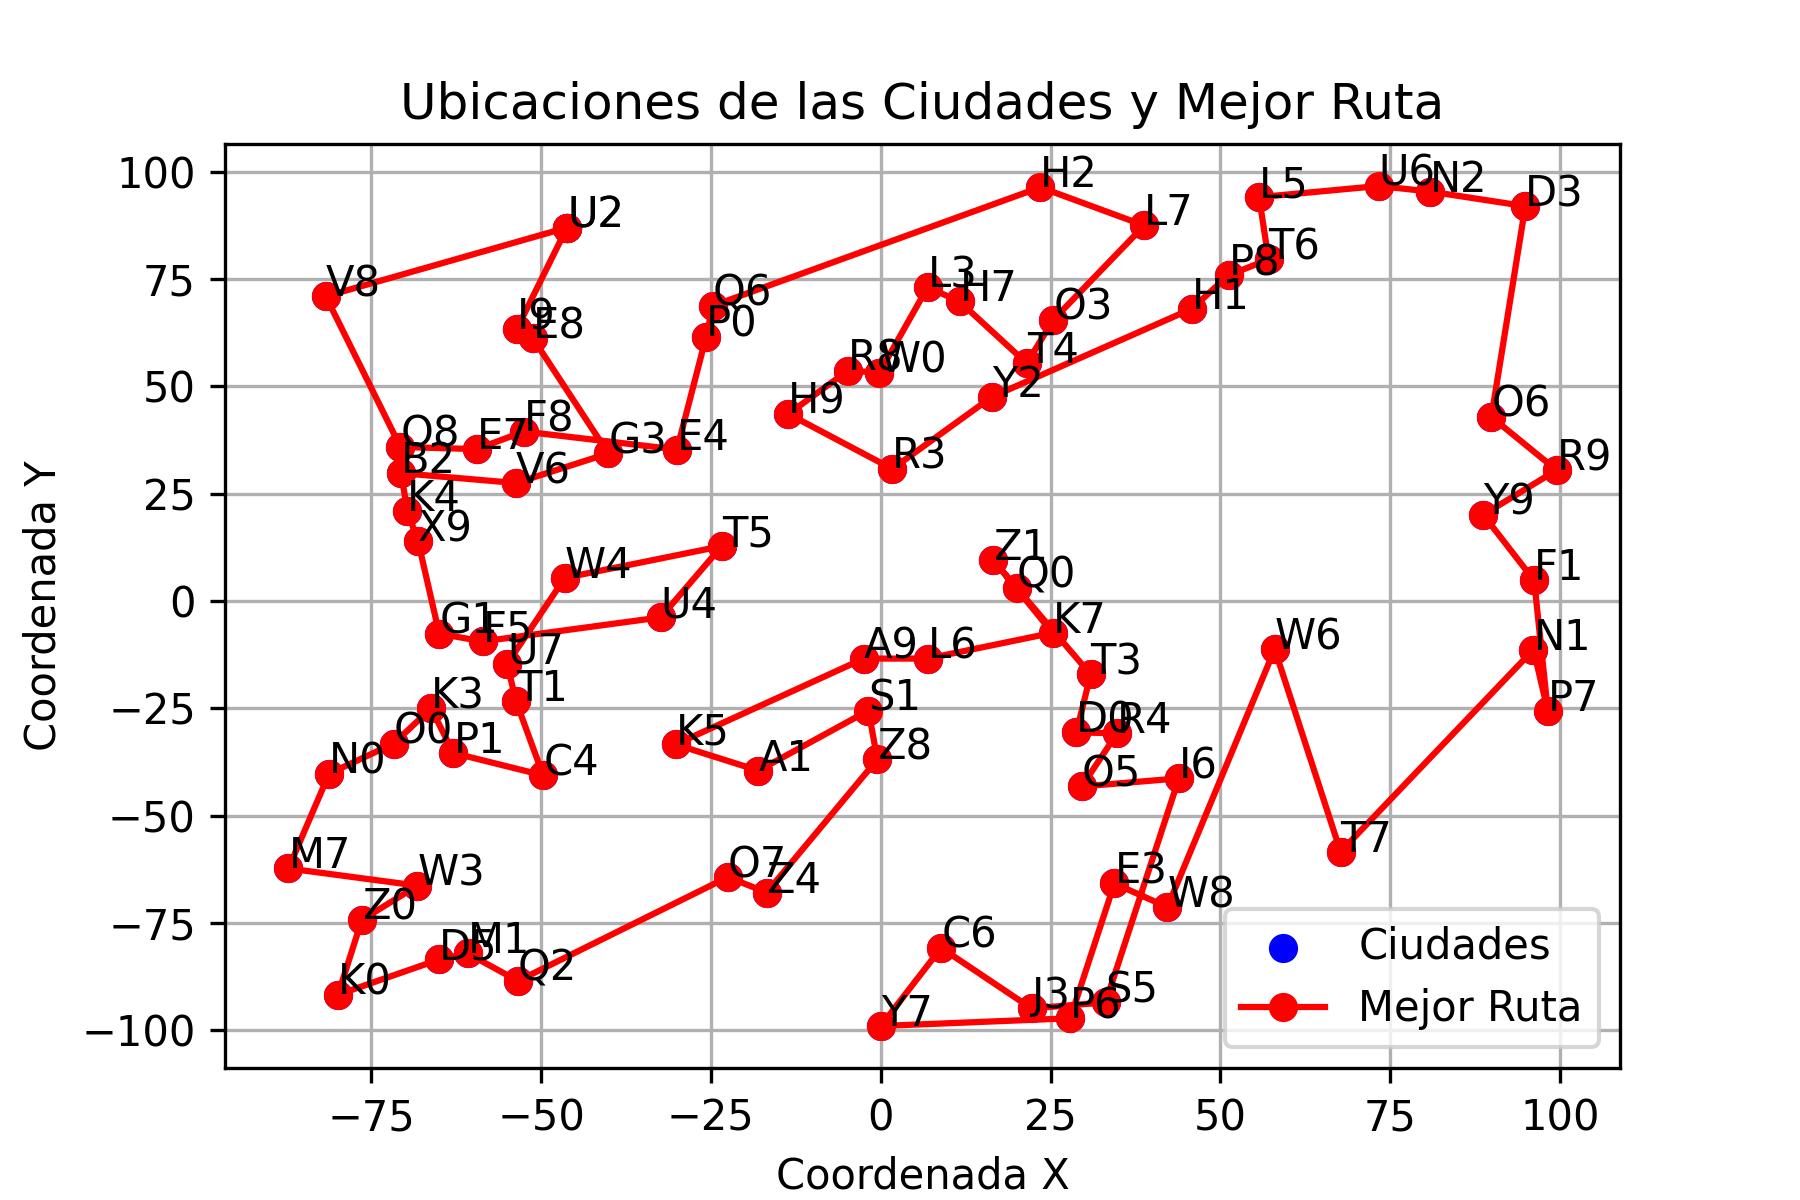 Ubicaciones de las Ciudades y Mejor Ruta
Coordenada Y
100
75
50
25
0
−25
−50
−75
−100
H2
U6
N2
L5
D3
L7
U2
T6
P8
V8
L3
H7
Q6
H1
O3
P0
I9
E8
T4
R8
W0
Y2
H9
O6
F8
Q8
E7
G3
E4
B2
V6
R3
R9
K4
Y9
X9
T5
Z1
Q0
W4
F1
G1
F5
U4
K7
U7
A9
L6
W6
N1
T3
T1
K3
S1
P7
O0
P1
K5
D0
R4
N0
C4
A1
Z8
O5
I6
T7
M7
W3
O7
Z4
E3
W8
Z0
D5
M1
Q2
C6
K0
Y7
J3
P6
S5
Ciudades
Mejor Ruta
−75
−50
−25
0
25
50
75
100
Coordenada X